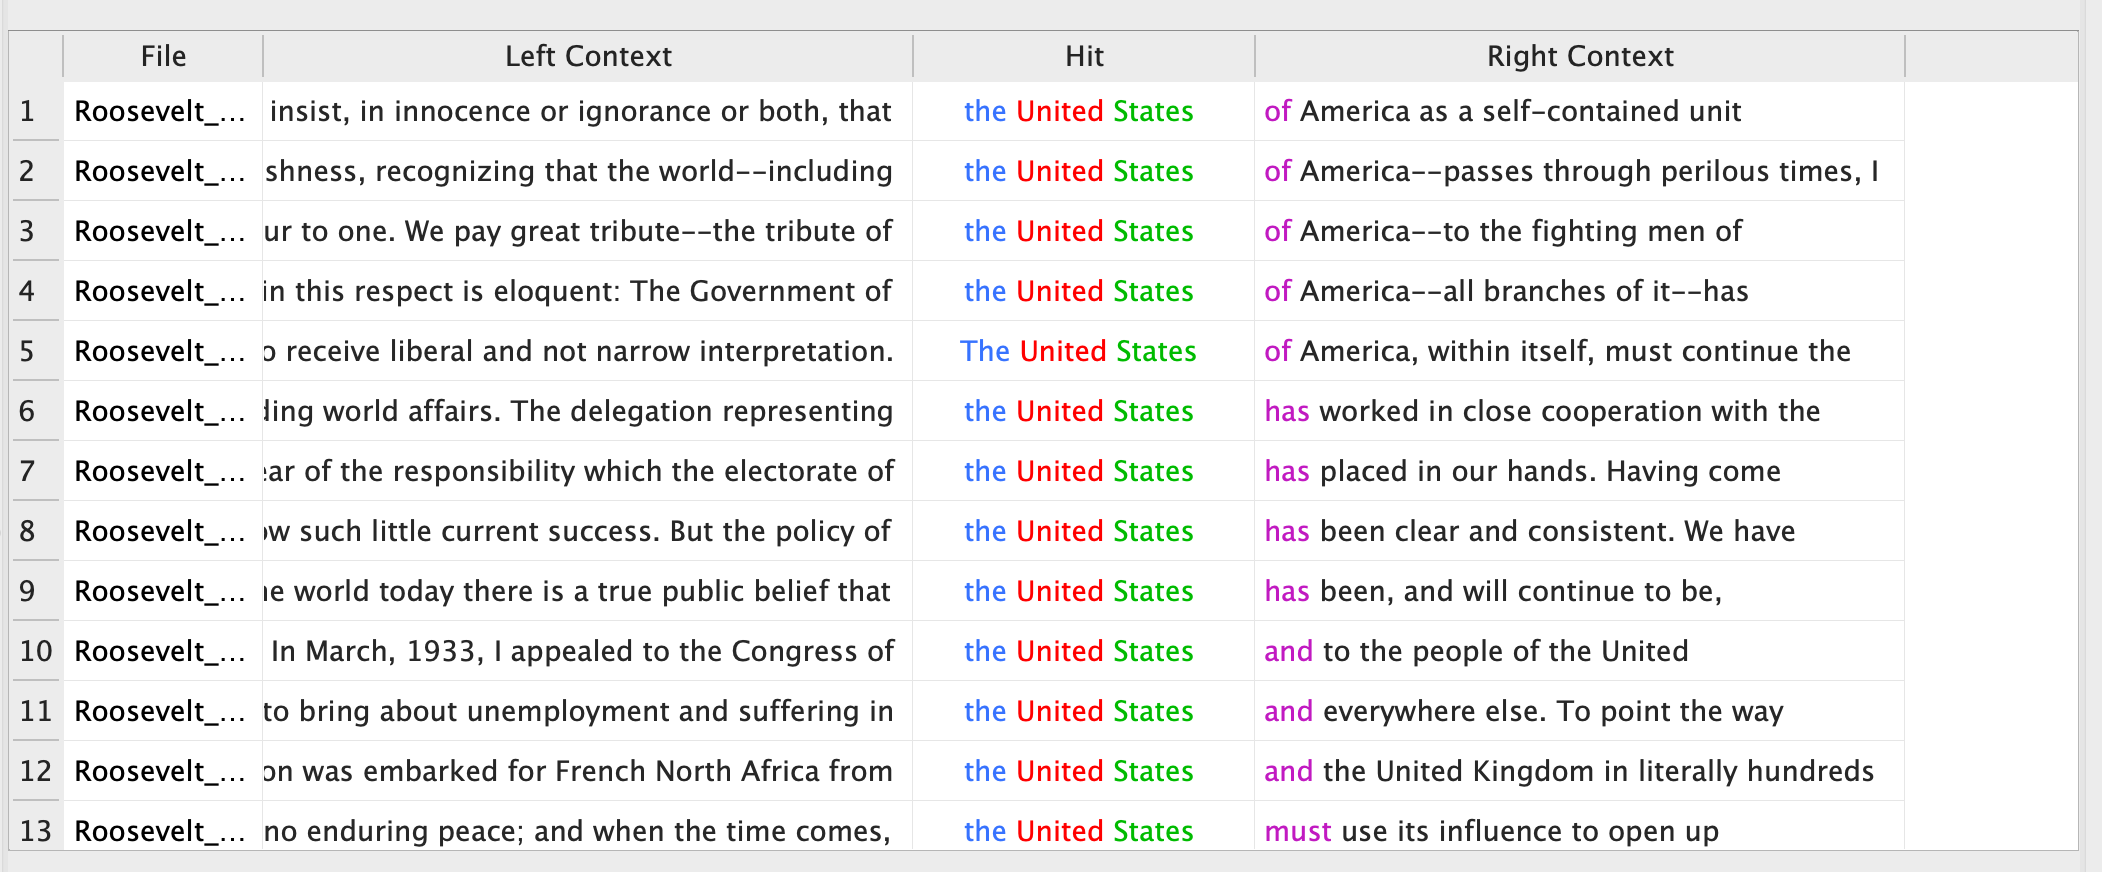 File Left Context Hit Right Context
1 Roosevelt_... insist, in innocence or ignorance or both, that the United States of America as a self-contained unit
2 Roosevelt_... shness, recognizing that the world--including the United States of America--passes through perilous times, I
3 Roosevelt_... ur to one. We pay great tribute--the tribute of the United States of America--to the fighting men of
4 Roosevelt_... in this respect is eloquent: The Government of the United States of America--all branches of it--has
5 Roosevelt_... o receive liberal and not narrow interpretation. The United States of America, within itself, must continue the
6 Roosevelt_... ding world affairs. The delegation representing the United States has worked in close cooperation with the
7 Roosevelt_... ear of the responsibility which the electorate of the United States has placed in our hands. Having come
8 Roosevelt_... ow such little current success. But the policy of the United States has been clear and consistent. We have
9 Roosevelt_... ne world today there is a true public belief that the United States has been, and will continue to be,
10 Roosevelt_... In March, 1933, I appealed to the Congress of the United States and to the people of the United
11 Roosevelt_... to bring about unemployment and suffering in the United States and everywhere else. To point the way
12 Roosevelt_... on was embarked for French North Africa from the United States and the United Kingdom in literally hundreds
13 Roosevelt_... no enduring peace; and when the time comes, the United States must use its influence to open up